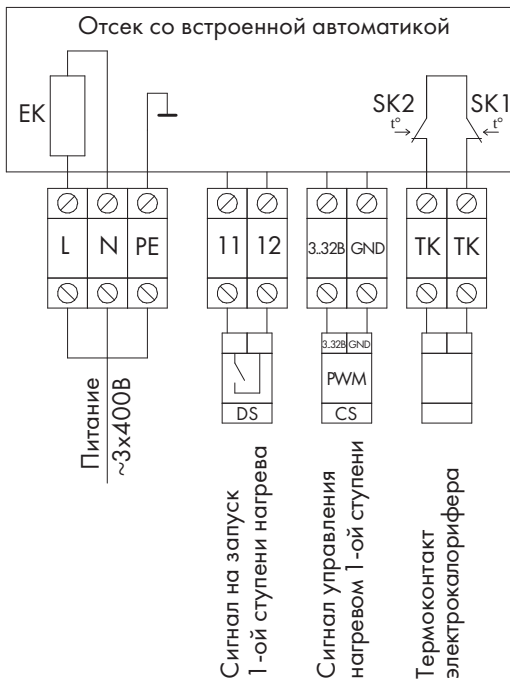 Отсек со встроенной автоматикой
EK
SK2
t°
SK1
t°
L N PE
11 12
3..32В GND
TK TK
3..32В GND
PWM
DS
CS
Питание
~3х400В
Сигнал на запуск
1-ой ступени нагрева
Сигнал управления
нагревом 1-ой ступени
Термоконтакт
электрокалорифера